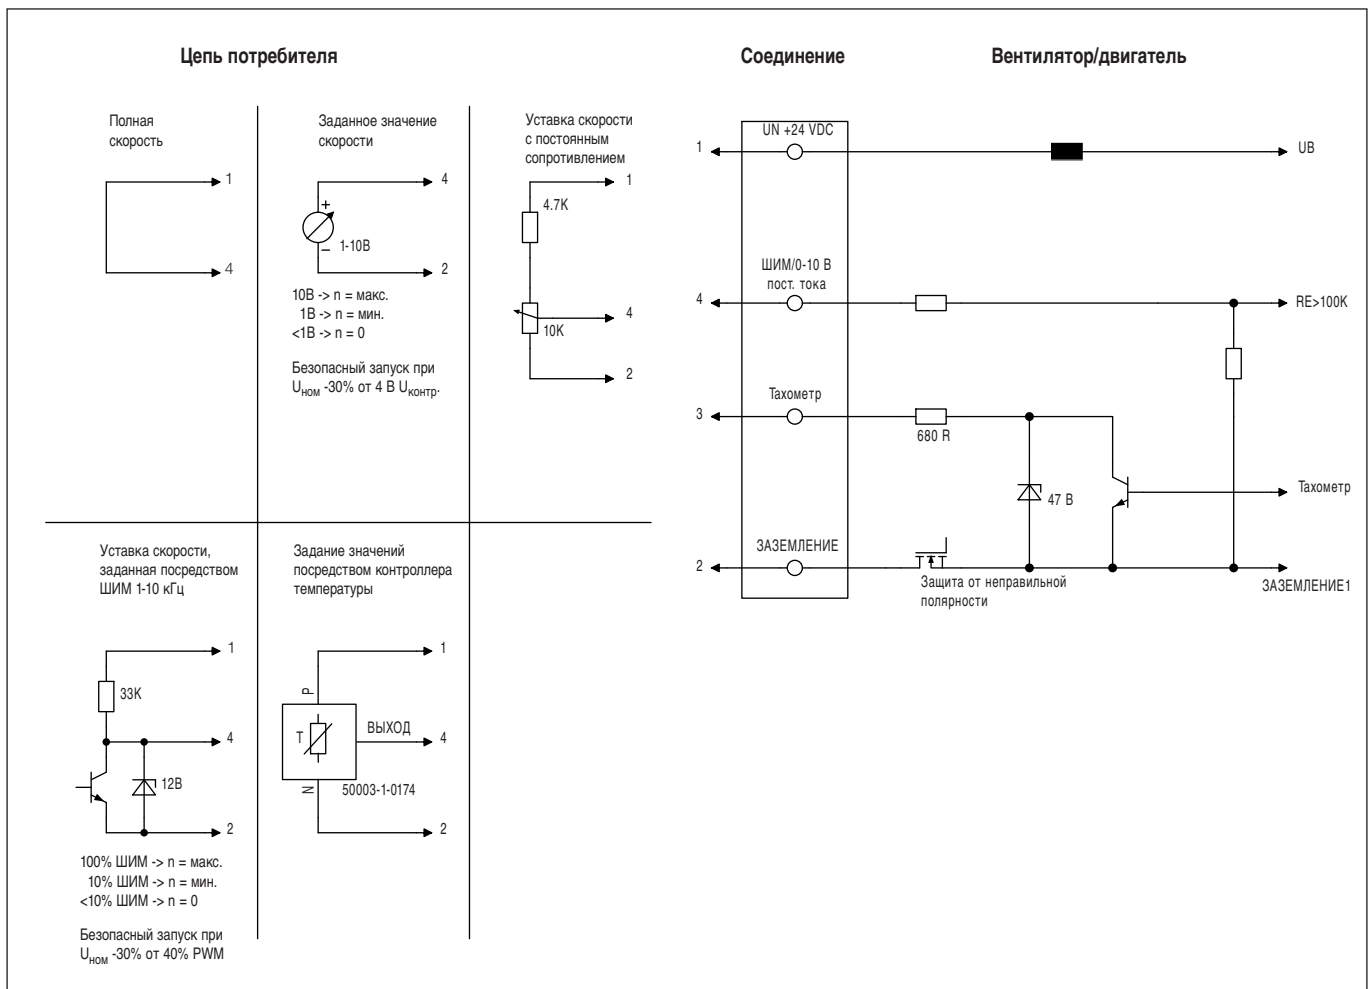 Цепь потребителя
Соединение
Вентилятор/двигатель
Полная
скорость
1
4
Заданное значение
скорости
4
+
1-10В
–
2
10В -> n = макс.
1В -> n = мин.
<1В -> n = 0
Безопасный запуск при
Uном -30% от 4 В Uконтр.
Уставка скорости
с постоянным
сопротивлением
1
4.7K
4
10K
2
UN +24 VDC
1
UB
ШИМ/0-10 В
пост. тока
4
RE>100K
Тахометр
3
680 R
47 В
Тахометр
ЗАЗЕМЛЕНИЕ
2
Защита от неправильной
полярности
ЗАЗЕМЛЕНИЕ1
Уставка скорости,
заданная посредством
ШИМ 1-10 кГц
1
33K
4
12В
2
100% ШИМ -> n = макс.
10% ШИМ -> n = мин.
<10% ШИМ -> n = 0
Безопасный запуск при
Uном -30% от 40% PWM
Задание значений
посредством контроллера
температуры
1
P
T
ВЫХОД
4
N
50003-1-0174
2